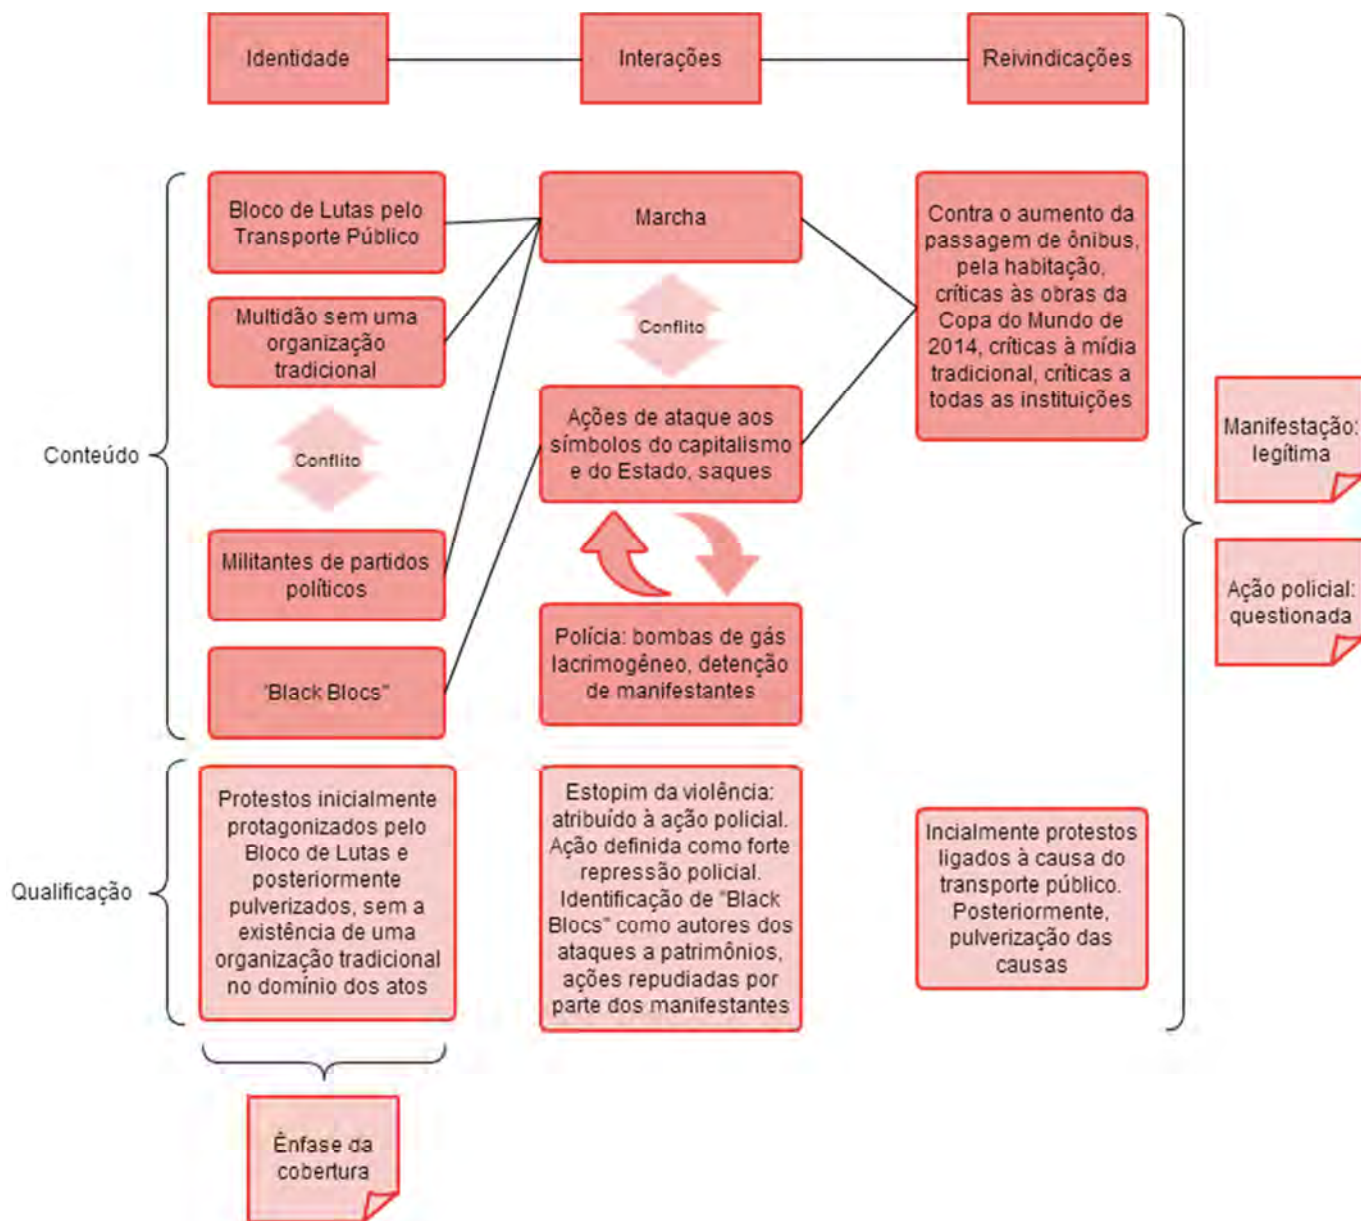 Identidade
Interações
Reivindicações
Conteúdo
Bloco de Lutas pelo
Transporte Público
Multidão sem uma
organização
tradicional
Conflito
Militantes de partidos
políticos
"Black Blocs"
Marcha
Conflito
Ações de ataque aos
símbolos do capitalismo
e do Estado, saques
Polícia: bombas de gás
lacrimogêneo, detenção
de manifestantes
Contra o aumento da
passagem de ônibus,
pela habitação,
críticas às obras da
Copa do Mundo de
2014, críticas à mídia
tradicional, críticas a
todas as instituições
Manifestação:
legítima
Ação policial:
questionada
Qualificação
Protestos inicialmente
protagonizados pelo
Bloco de Lutas e
posteriormente
pulverizados, sem a
existência de uma
organização tradicional
no domínio dos atos
Estopim da violência:
atribuído à ação policial.
Ação definida como forte
repressão policial.
Identificação de "Black
Blocs" como autores dos
ataques a patrimônios,
ações repudiadas por
parte dos manifestantes
Incialmente protestos
ligados à causa do
transporte público.
Posteriormente,
pulverização das
causas
Ênfase da
cobertura